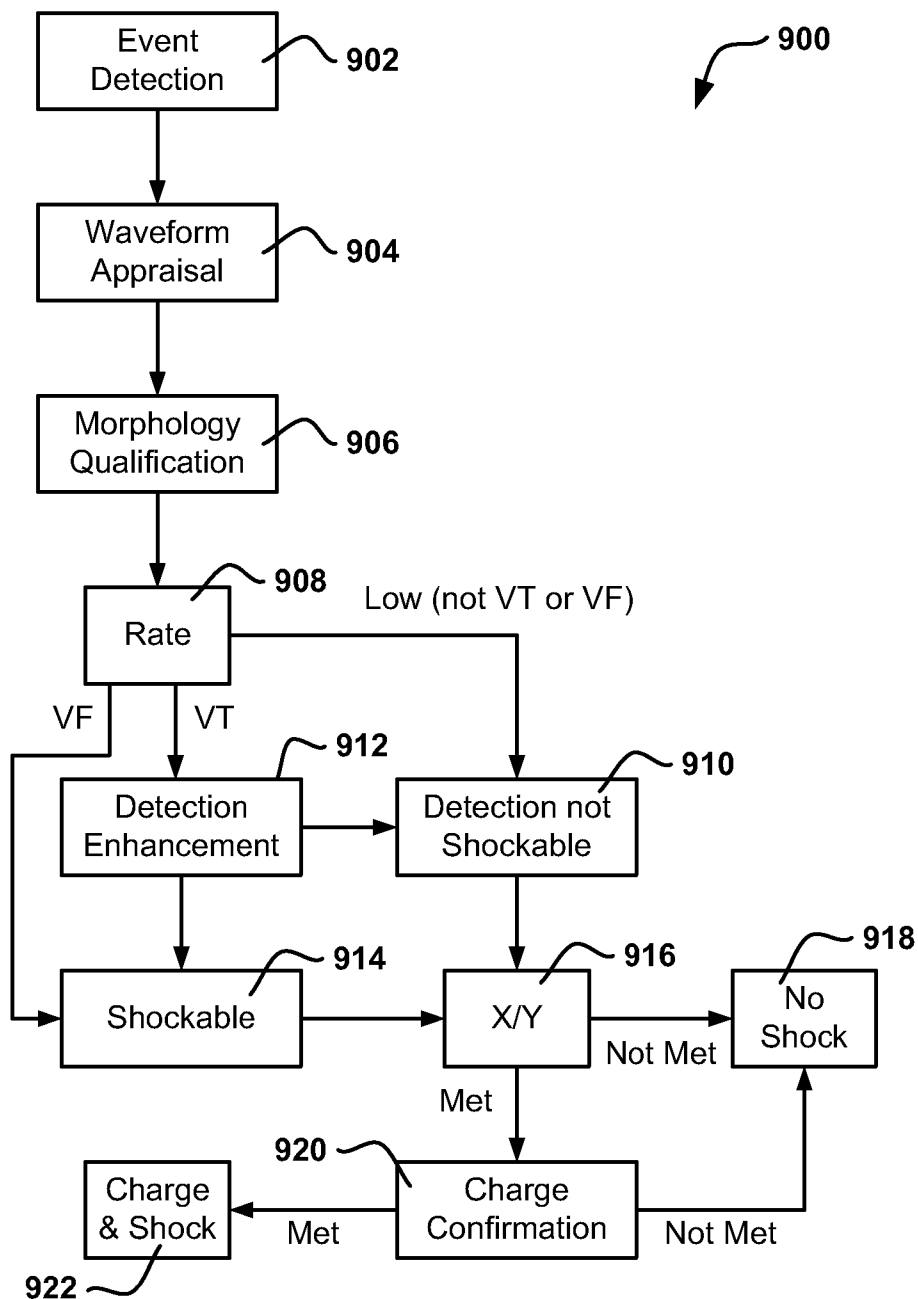 Event
Detection
902
900
Waveform
Appraisal
904
Morphology
Qualification
906
908
Rate
Low (not VT or VF)
VF
VT
912
910
Detection
Enhancement
Detection not
Shockable
914
916
918
Shockable
X/Y
No
Shock
Not Met
Met
920
Charge
& Shock
Charge
Confirmation
Met
Not Met
922